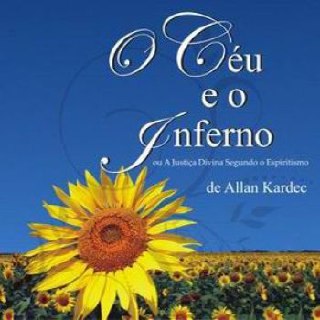 O Céu
e o
Inferno
ou A Justiça Divina Segundo o Espiritismo
de Allan Kardec